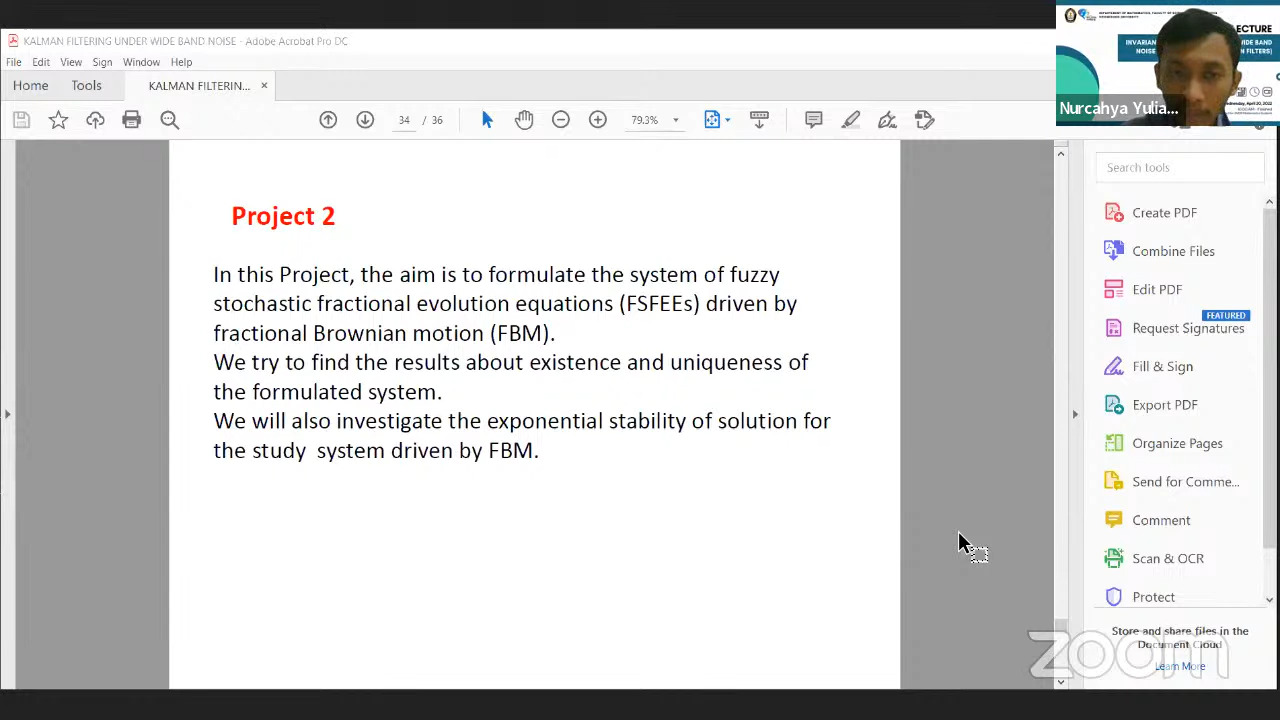 KALMAN FILTERING UNDER WIDE BAND NOISE - Adobe Acrobat Pro DC
File Edit View Sign Window Help
Home Tools KALMAN FILTERIN... ×
34 / 36 79.3%
Project 2
In this Project, the aim is to formulate the system of fuzzy
stochastic fractional evolution equations (FSFEEs) driven by
fractional Brownian motion (FBM).
We try to find the results about existence and uniqueness of
the formulated system.
We will also investigate the exponential stability of solution for
the study system driven by FBM.
ECTURE
INVARIAN
IDE BAND
NOISE
FILTERS)
Nurcahya Yulia...
Search tools
Create PDF
Combine Files
Edit PDF
FEATURED
Request Signatures
Fill & Sign
Export PDF
Organize Pages
Send for Comme...
Comment
Scan & OCR
Protect
Store and share files in the
Document Cloud
Learn More
zoom